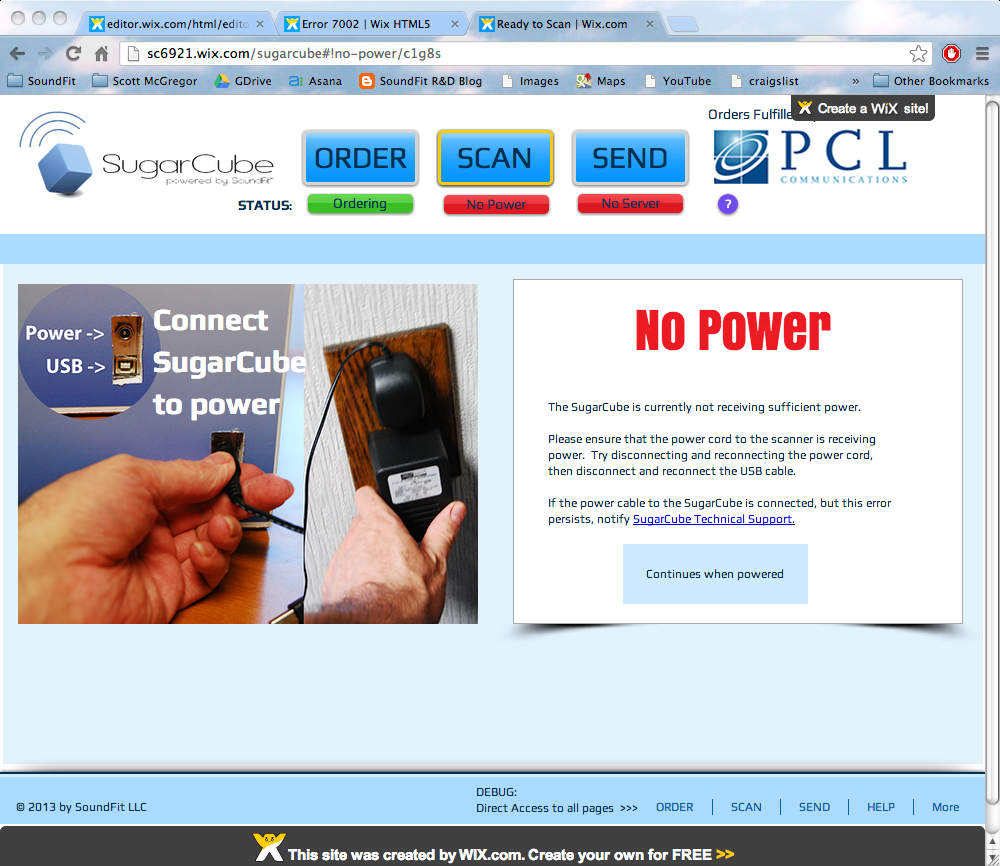 editor.wix.com/html/edito
Error 7002 | Wix HTML5
Ready to Scan | Wix.com
sc6921.wix.com/sugarcube#!no-power/c1g8s
SoundFit
Scott McGregor
GDrive
Asana
SoundFit R&D Blog
Images
Maps
YouTube
craigslist
»
Other Bookmarks
Orders Fulfille
Create a WiX site!
SugarCube
powered by SoundFit
ORDER
SCAN
SEND
PCL
COMMUNICATIONS
STATUS:
Ordering
No Power
No Server
?
Power ->
USB ->
Connect
SugarCube
to power
No Power
The SugarCube is currently not receiving sufficient power.
Please ensure that the power cord to the scanner is receiving
power. Try disconnecting and reconnecting the power cord,
then disconnect and reconnect the USB cable.
If the power cable to the SugarCube is connected, but this error
persists, notify SugarCube Technical Support.
Continues when powered
© 2013 by SoundFit LLC
DEBUG:
Direct Access to all pages >>>
ORDER
SCAN
SEND
HELP
More
This site was created by WIX.com. Create your own for FREE >>